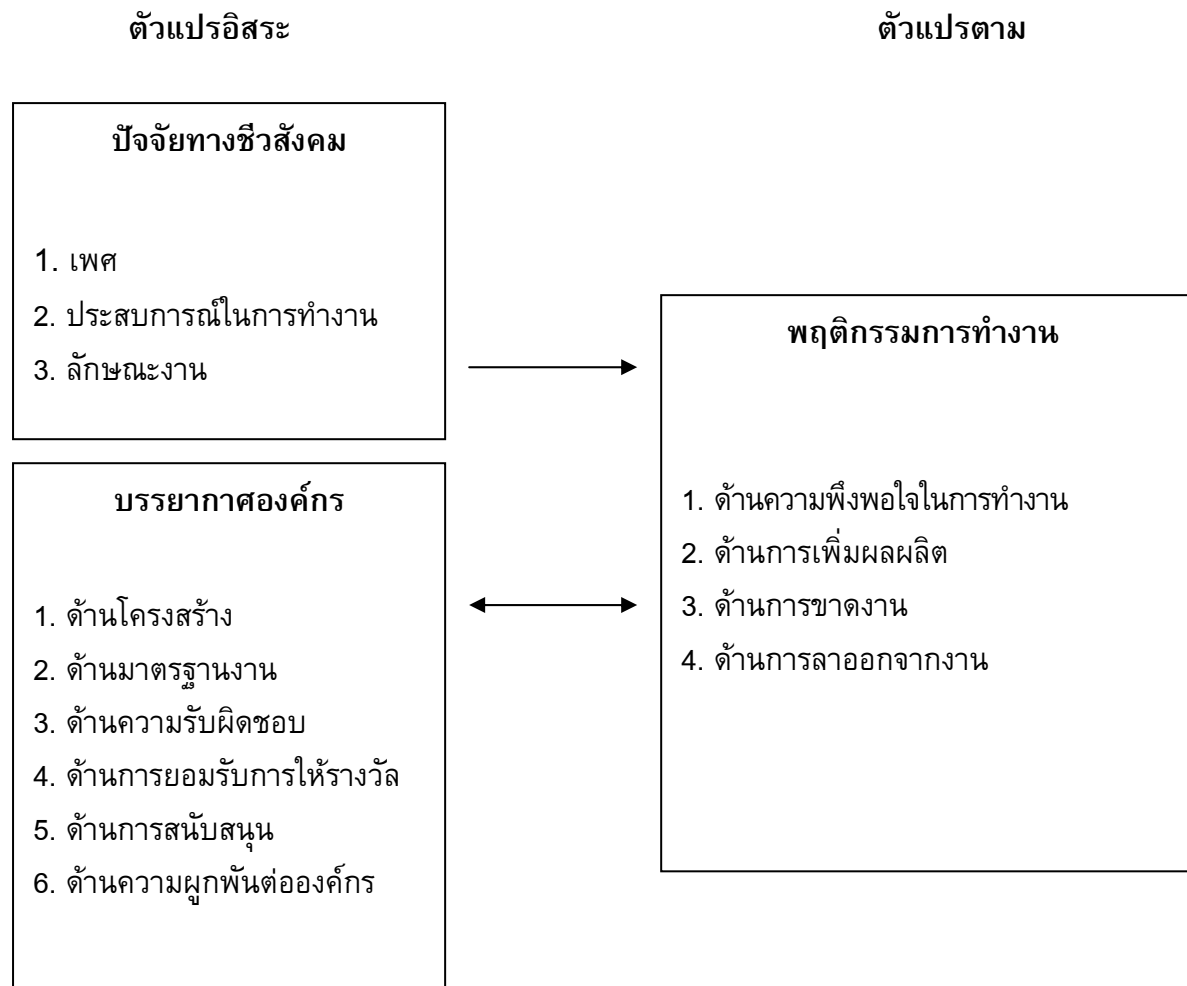 ตัวแปรอิสระ
ตัวแปรตาม
ปัจจัยทางชีวสังคม
1. เพศ
2. ประสบการณ์ในการทำงาน
3. ลักษณะงาน
บรรยากาศองค์กร
1. ด้านโครงสร้าง
2. ด้านมาตรฐานงาน
3. ด้านความรับผิดชอบ
4. ด้านการยอมรับการให้รางวัล
5. ด้านการสนับสนุน
6. ด้านความผูกพันต่อองค์กร
พฤติกรรมการทำงาน
1. ด้านความพึงพอใจในการทำงาน
2. ด้านการเพิ่มผลผลิต
3. ด้านการขาดงาน
4. ด้านการลาออกจากงาน